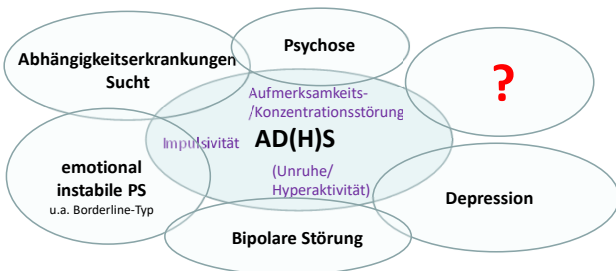 Psychose
Abhängigkeitserkrankungen
Sucht
?
Aufmerksamkeits-
/Konzentrationsstörung
Impulsivität
AD(H)S
emotional
instabile PS
u.a. Borderline-Typ
(Unruhe/
Hyperaktivität)
Depression
Bipolare Störung